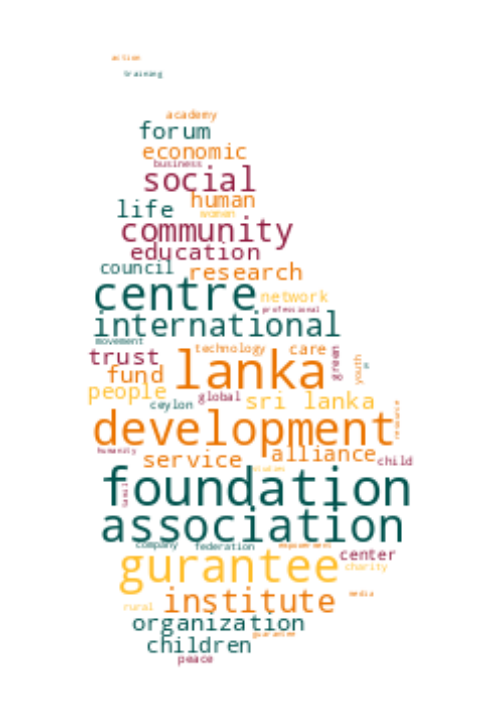 action
training
academy
forum
economic
business
social
human
women
life
community
education
council research
centre network
professional
international
movement
technology care
trust green
lanka youth
fund
people global sri lanka
ceylon resource
development
humanity alliance
service child
foundation
tamil
association
company federation empowerment
center
gurantee charity
institute media
rural
organization
guarantee
children
peace